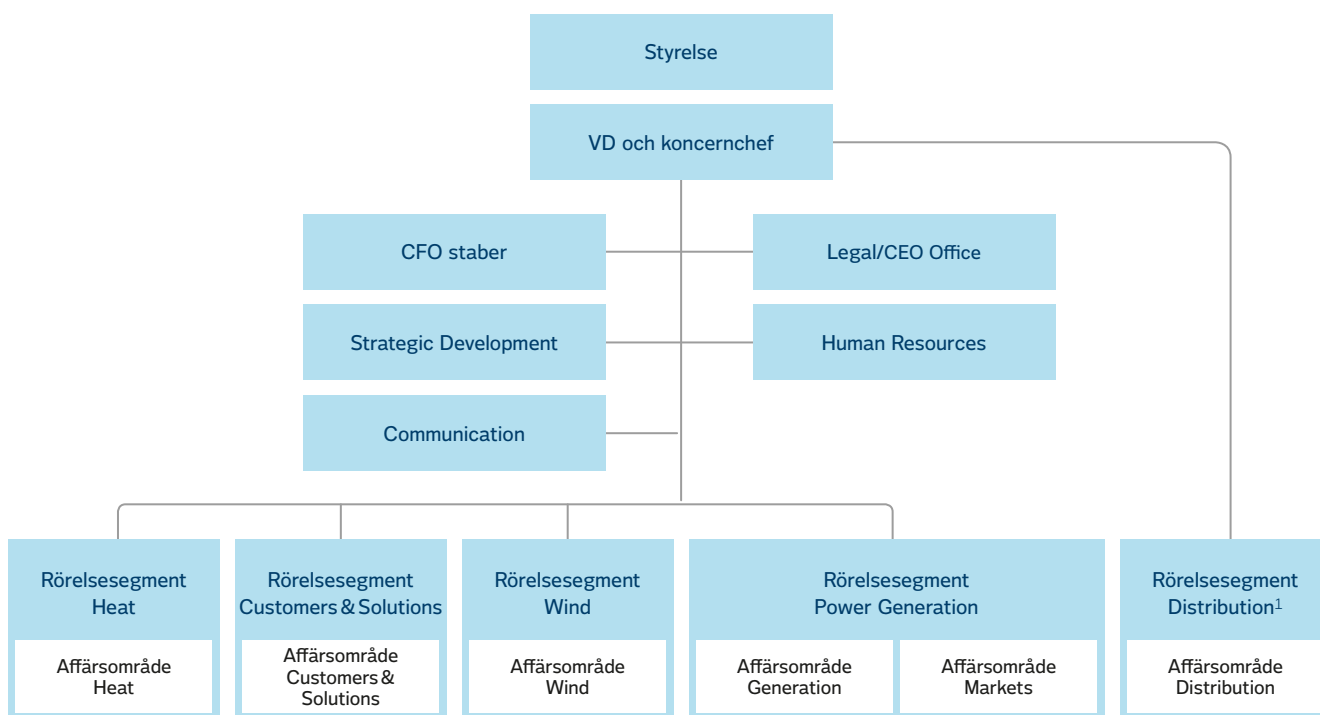 Styrelse
VD och koncernchef
CFO staber
Legal/CEO Office
Strategic Development
Human Resources
Communication
Rörelsesegment
Heat
Affärsområde
Heat
Rörelsesegment
Customers & Solutions
Affärsområde
Customers &
Solutions
Rörelsesegment
Wind
Affärsområde
Wind
Rörelsesegment
Power Generation
Affärsområde
Generation
Affärsområde
Markets
Rörelsesegment
Distribution¹
Affärsområde
Distribution